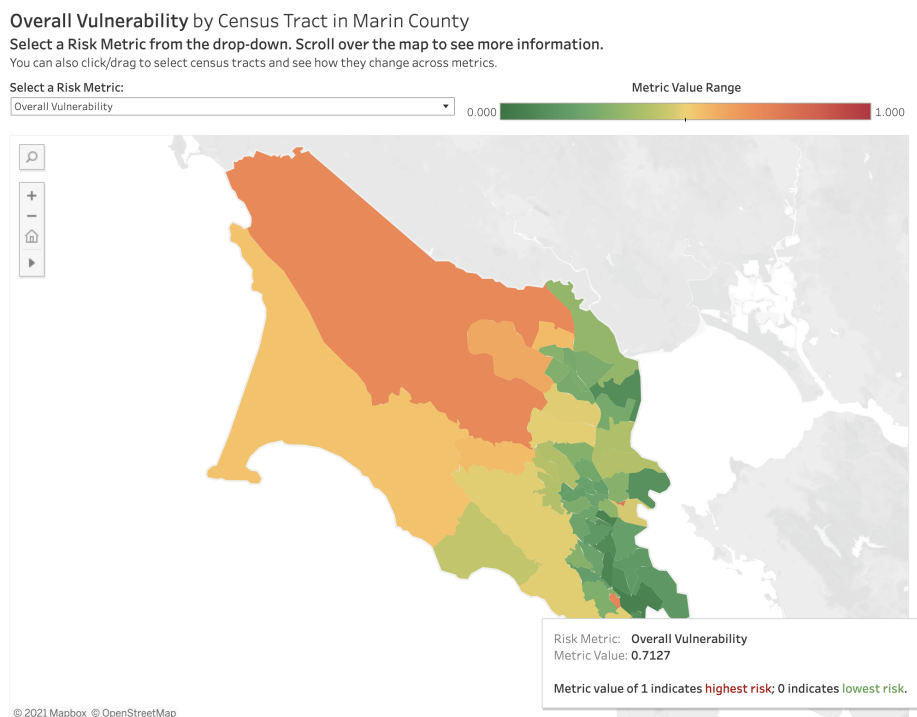 Overall Vulnerability by Census Tract in Marin County
Select a Risk Metric from the drop-down. Scroll over the map to see more information.
You can also click/drag to select census tracts and see how they change across metrics.
Select a Risk Metric:
Overall Vulnerability
Metric Value Range
0.000
1.000
Risk Metric: Overall Vulnerability
Metric Value: 0.7127
Metric value of 1 indicates highest risk; 0 indicates lowest risk.
© 2021 Mapbox © OpenStreetMap